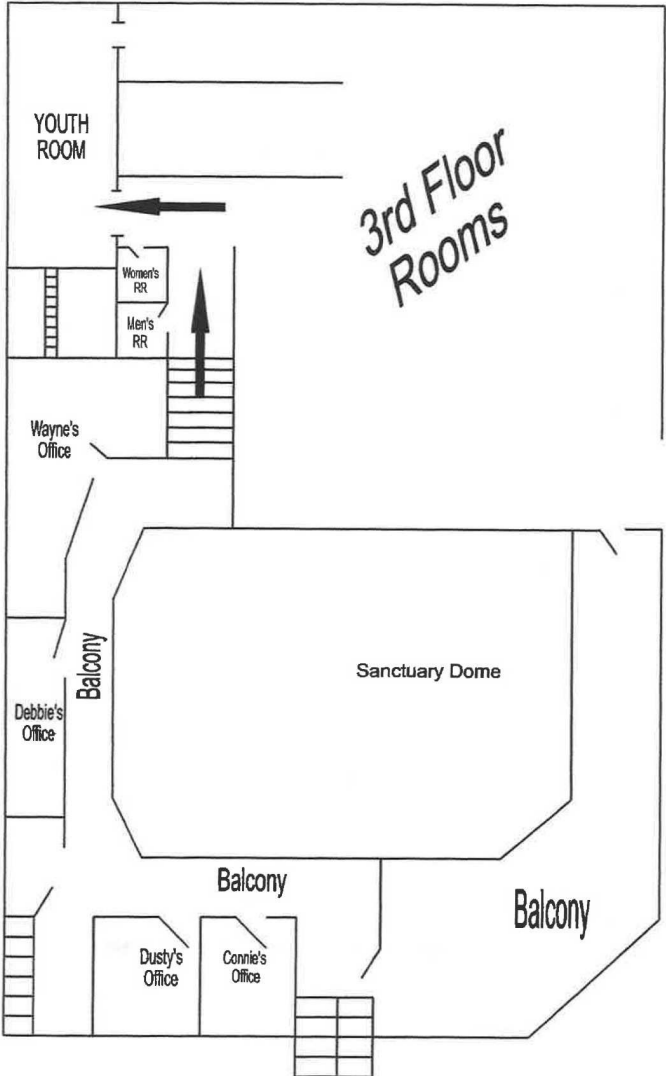 YOUTH
ROOM
3rd Floor
Rooms
Women's
RR
Men's
RR
Wayne's
Office
Balcony
Sanctuary Dome
Debbie's
Office
Balcony
Balcony
Dusty's
Office
Connie's
Office